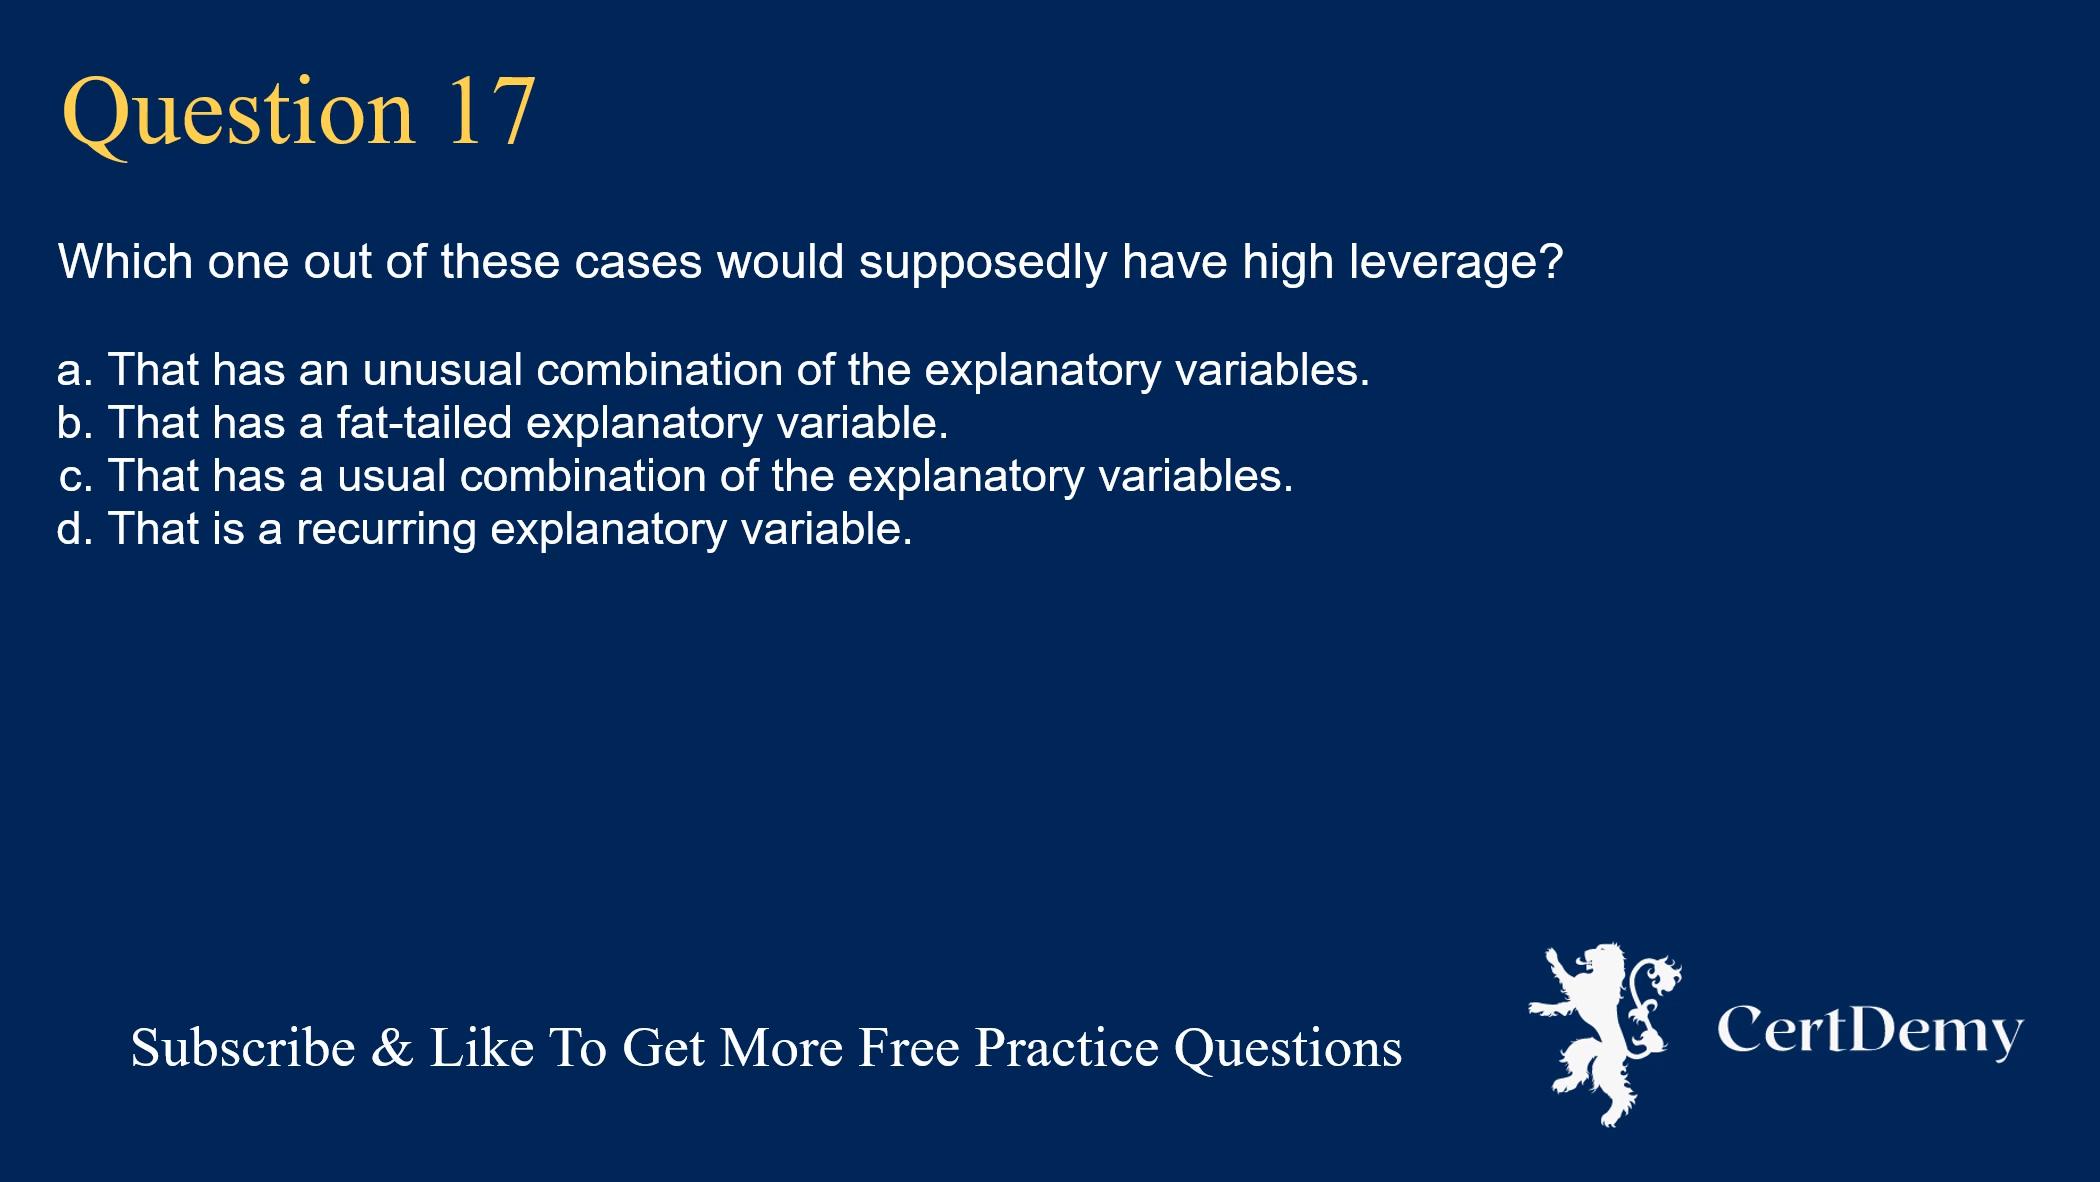 Question 17
Which one out of these cases would supposedly have high leverage?
a. That has an unusual combination of the explanatory variables.
b. That has a fat-tailed explanatory variable.
c. That has a usual combination of the explanatory variables.
d. That is a recurring explanatory variable.
Subscribe & Like To Get More Free Practice Questions
CertDemy